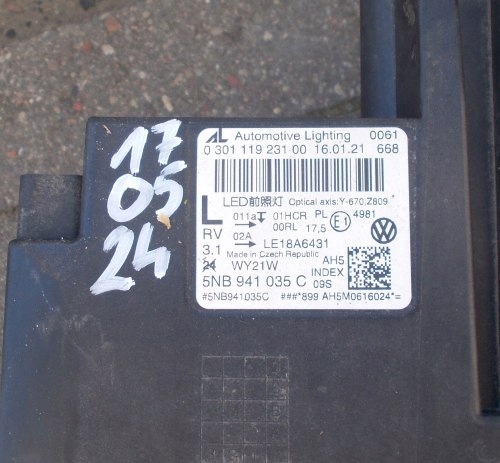 17
05
24
AL Automotive Lighting 0061
0 301 119 231 00 16.01.21 668
LED前照灯 Optical axis:Y-670,Z809
L 011a 01HCR PL E1 4981
00RL 17,5
RV 02A LE18A6431
3.1 Made in Czech Republic
24 WY21W AH5
INDEX
5NB 941 035 C 09S
#5NB941035C ###*899 AH5M0616024*=